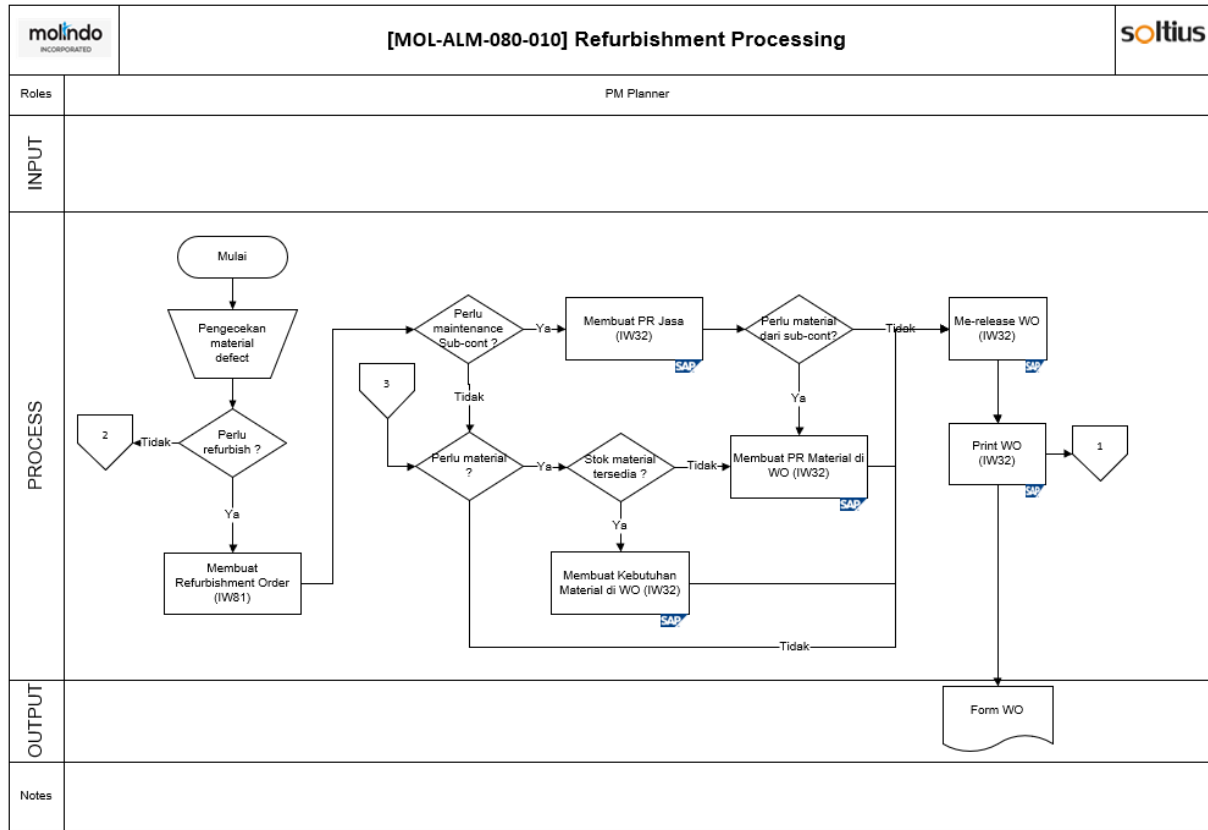 molindo
INCORPORATED
[MOL-ALM-080-010] Refurbishment Processing
soltius
Roles
PM Planner
INPUT
PROCESS
Mulai
Pengecekan
material
defect
Perlu
refurbish ?
Tidak
2
Ya
Membuat
Refurbishment Order
(IW81)
Perlu
maintenance
Sub-cont ?
Ya
Membuat PR Jasa
(IW32)
SAP
Perlu material
dari sub-cont?
Tidak
Me-release WO
(IW32)
SAP
3
Tidak
Ya
Perlu material
?
Ya
Stok material
tersedia ?
Tidak
Membuat PR Material di
WO (IW32)
SAP
Print WO
(IW32)
SAP
1
Ya
Membuat Kebutuhan
Material di WO (IW32)
SAP
Tidak
OUTPUT
Form WO
Notes